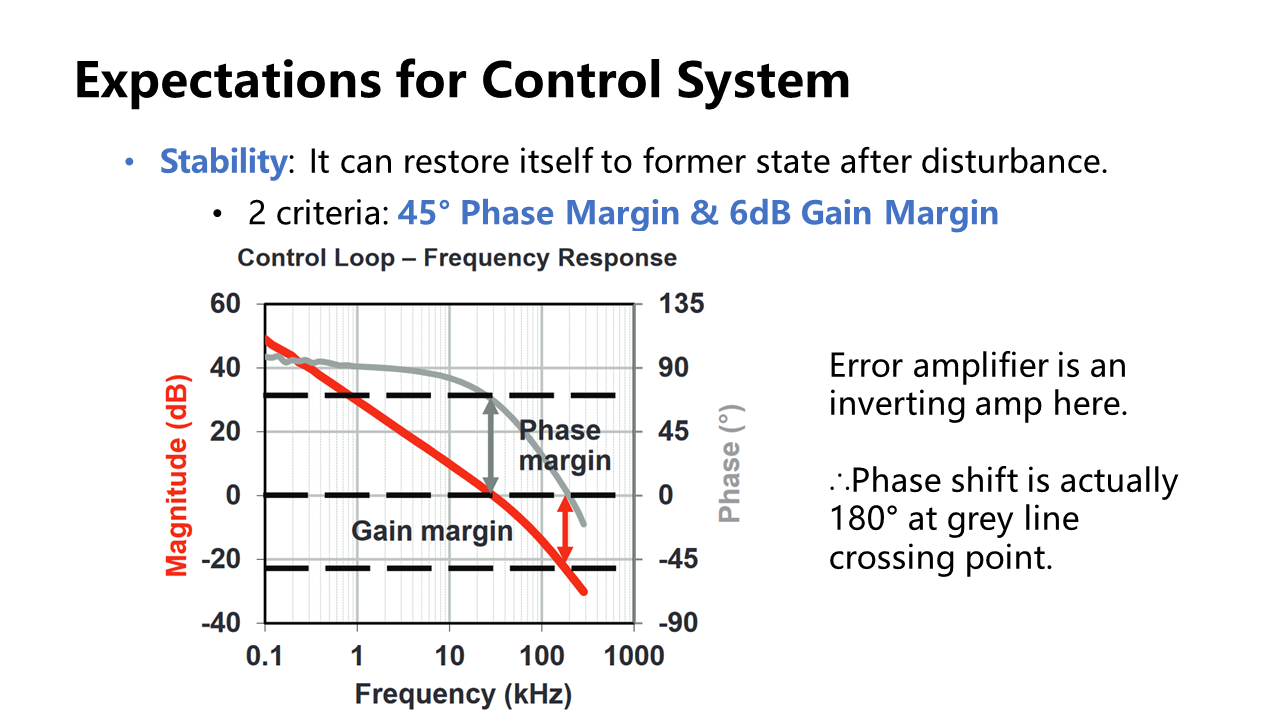 Expectations for Control System
• Stability: It can restore itself to former state after disturbance.
• 2 criteria: 45° Phase Margin & 6dB Gain Margin
Control Loop – Frequency Response
60
40
20
0
-20
-40
Magnitude (dB)
135
90
45
0
-45
-90
Phase (°)
Phase
margin
Gain margin
0.1 1 10 100 1000
Frequency (kHz)
Error amplifier is an
inverting amp here.
∴Phase shift is actually
180° at grey line
crossing point.